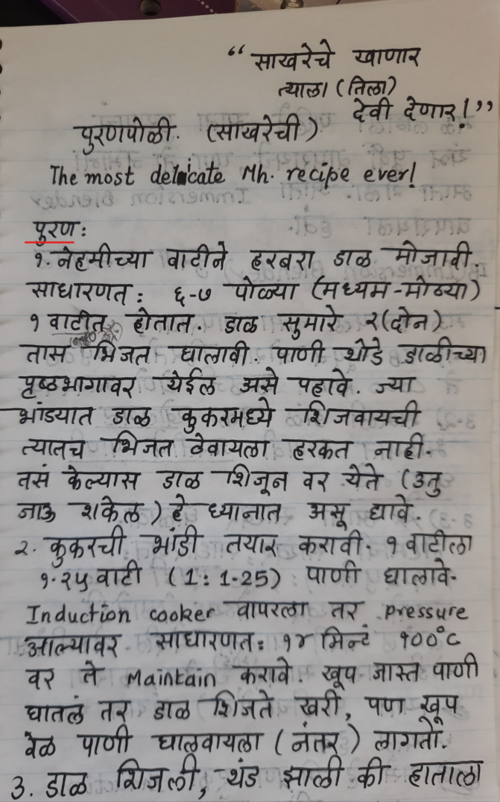 “ साखरेचे खाणार
त्याला (तिला)
देवी देणार! ”
पुरणपोळी. (साखरेची)
The most delicate Mh. recipe ever!
पुरण:
१. नेहमीच्या वाटीने हरबरा डाळ मोजावी.
साधारणत: ६-७ पोळ्या (मध्यम-मोठ्या)
१ वाटीत होतात. डाळ सुमारे २ (दोन)
तास भिजत घालावी. पाणी थोडे डाळीच्या
पृष्ठभागावर येईल असे पहावे. ज्या
भांड्यात डाळ कुकरमध्ये शिजवायची
त्यातच भिजत ठेवायला हरकत नाही.
तसं केल्यास डाळ शिजून वर येते (उतु
जाऊ शकेल) हे ध्यानात असू द्यावे.
२. कुकरची भांडी तयार करावी. १ वाटीला
१.२५ वाटी (1:1.25) पाणी घालावे.
Induction cooker वापरला तर pressure
आल्यावर साधारणत: १४ मिन्टं १००°c
वर ते maintain करावे. खूप जास्त पाणी
घातलं तर डाळ शिजते खरी, पण खूप
वेळ पाणी घालवायला (नंतर) लागतो.
3. डाळ शिजली, थंड झाली की हाताला